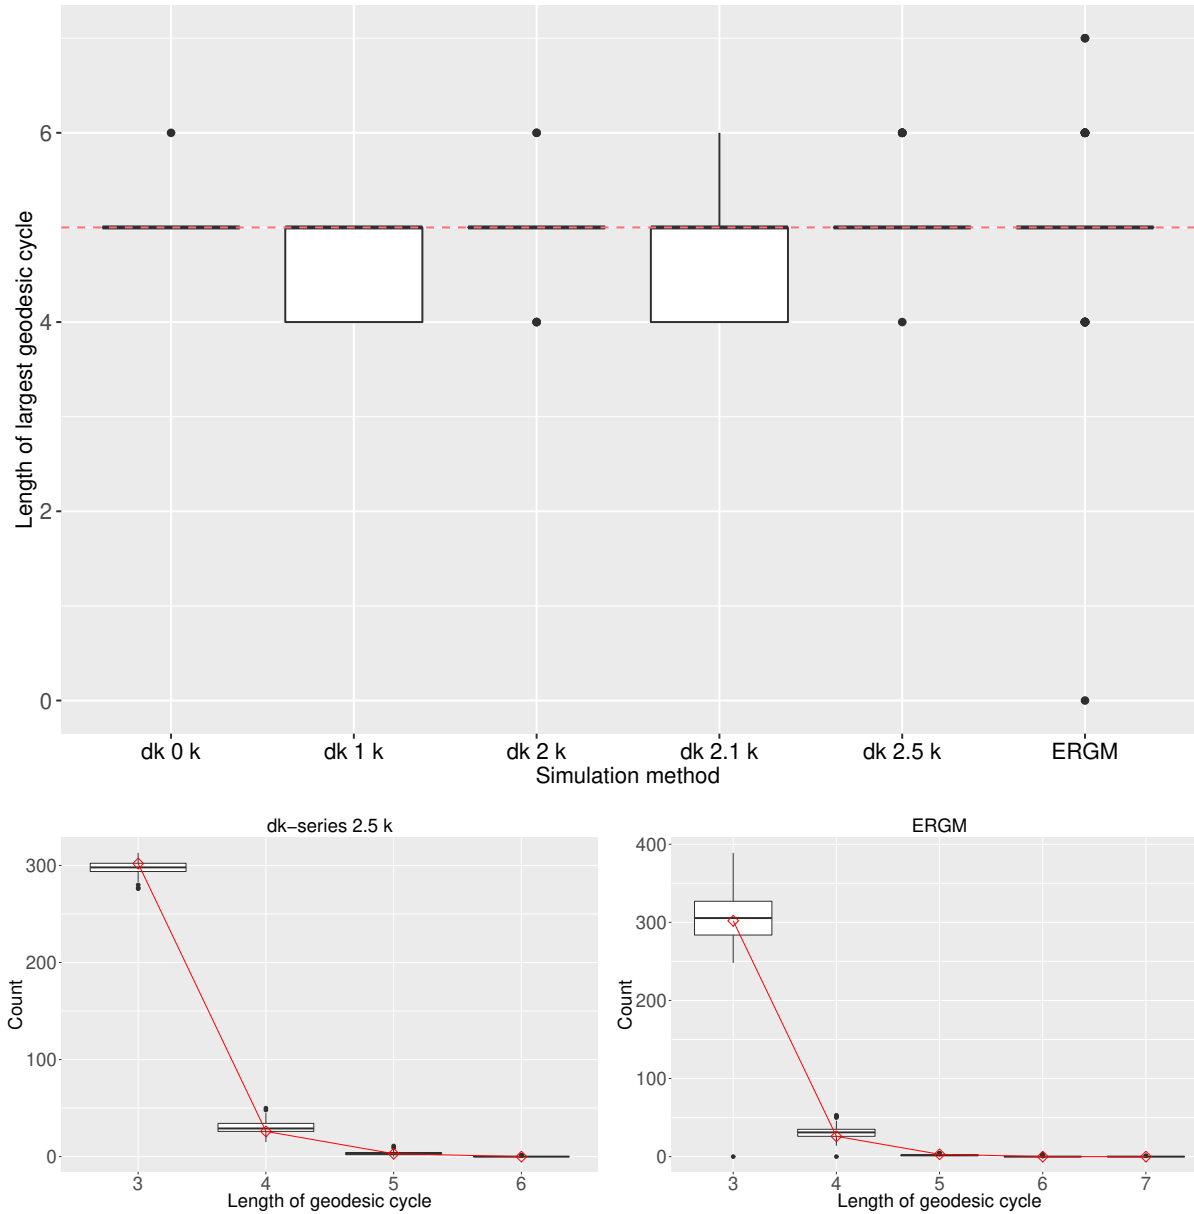 Length of largest geodesic cycle
6
4
2
0
dk 0 k dk 1 k dk 2 k dk 2.1 k dk 2.5 k ERGM
Simulation method
dk−series 2.5 k
Count
300
200
100
0
3 4 5 6
Length of geodesic cycle
ERGM
Count
400
300
200
100
0
3 4 5 6 7
Length of geodesic cycle